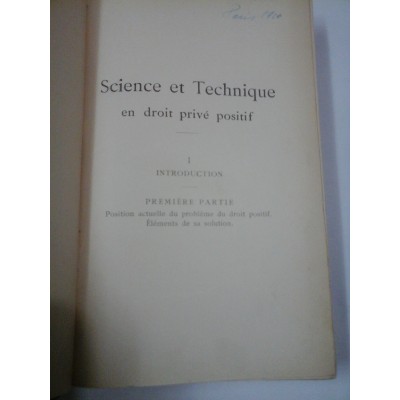 Science et Technique
en droit privé positif
I
INTRODUCTION
PREMIÈRE PARTIE
Position actuelle du problème du droit positif.
Éléments de sa solution.